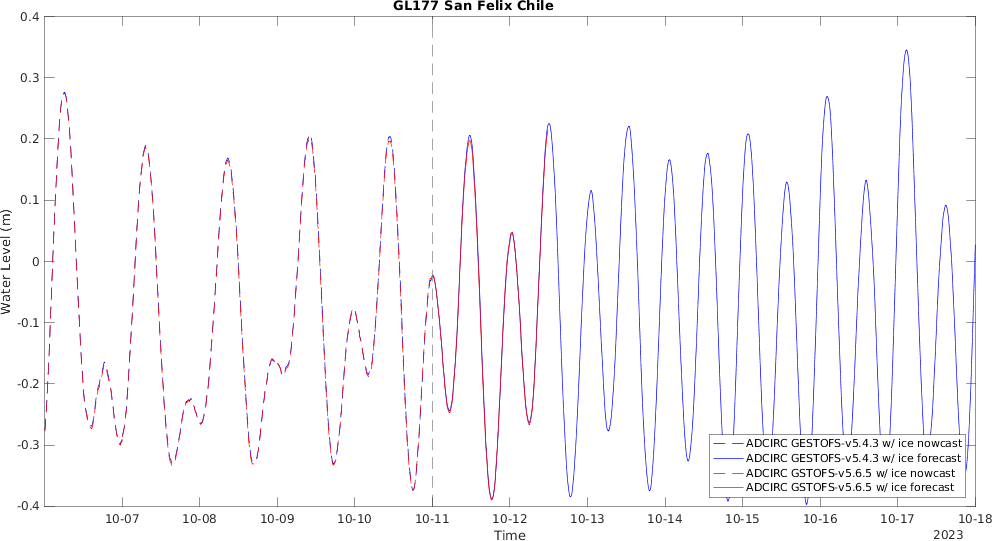 GL177 San Felix Chile
0.4
0.3
0.2
0.1
0
-0.1
-0.2
-0.3
-0.4
Water Level (m)
ADCIRC GESTOFS-v5.4.3 w/ ice nowcast
ADCIRC GESTOFS-v5.4.3 w/ ice forecast
ADCIRC GSTOFS-v5.6.5 w/ ice nowcast
ADCIRC GSTOFS-v5.6.5 w/ ice forecast
10-07 10-08 10-09 10-10 10-11 10-12 10-13 10-14 10-15 10-16 10-17 10-18
Time
2023